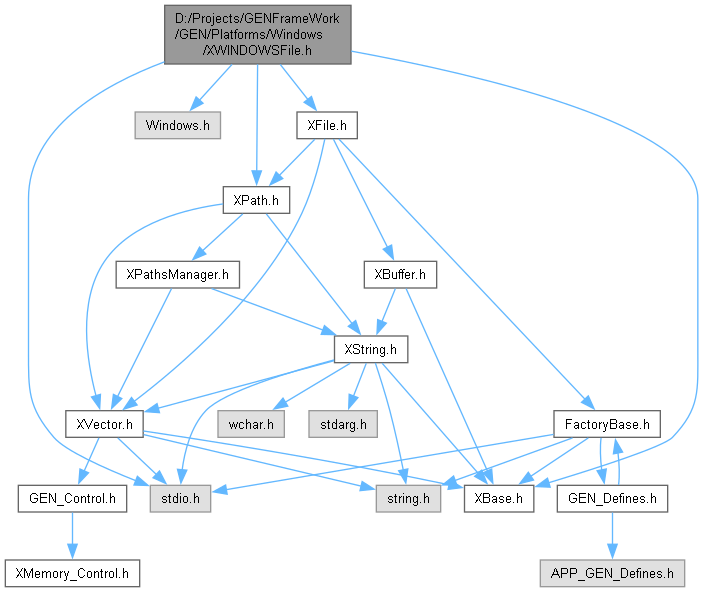 D:/Projects/GENFrameWork
/GEN/Platforms/Windows
/XWINDOWSFile.h
Windows.h
XFile.h
XPath.h
XPathsManager.h
XBuffer.h
XString.h
XVector.h
wchar.h
stdarg.h
FactoryBase.h
GEN_Control.h
stdio.h
string.h
XBase.h
GEN_Defines.h
XMemory_Control.h
APP_GEN_Defines.h